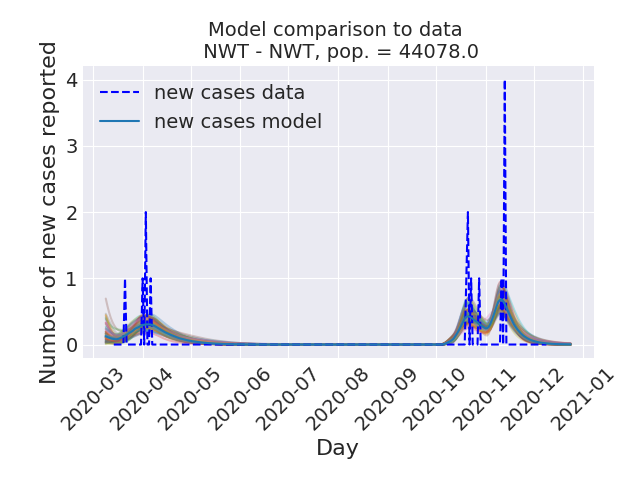 Model comparison to data
NWT - NWT, pop. = 44078.0
new cases data
new cases model
Number of new cases reported
4
3
2
1
0
2020-03
2020-04
2020-05
2020-06
2020-07
2020-08
2020-09
2020-10
2020-11
2020-12
2021-01
Day